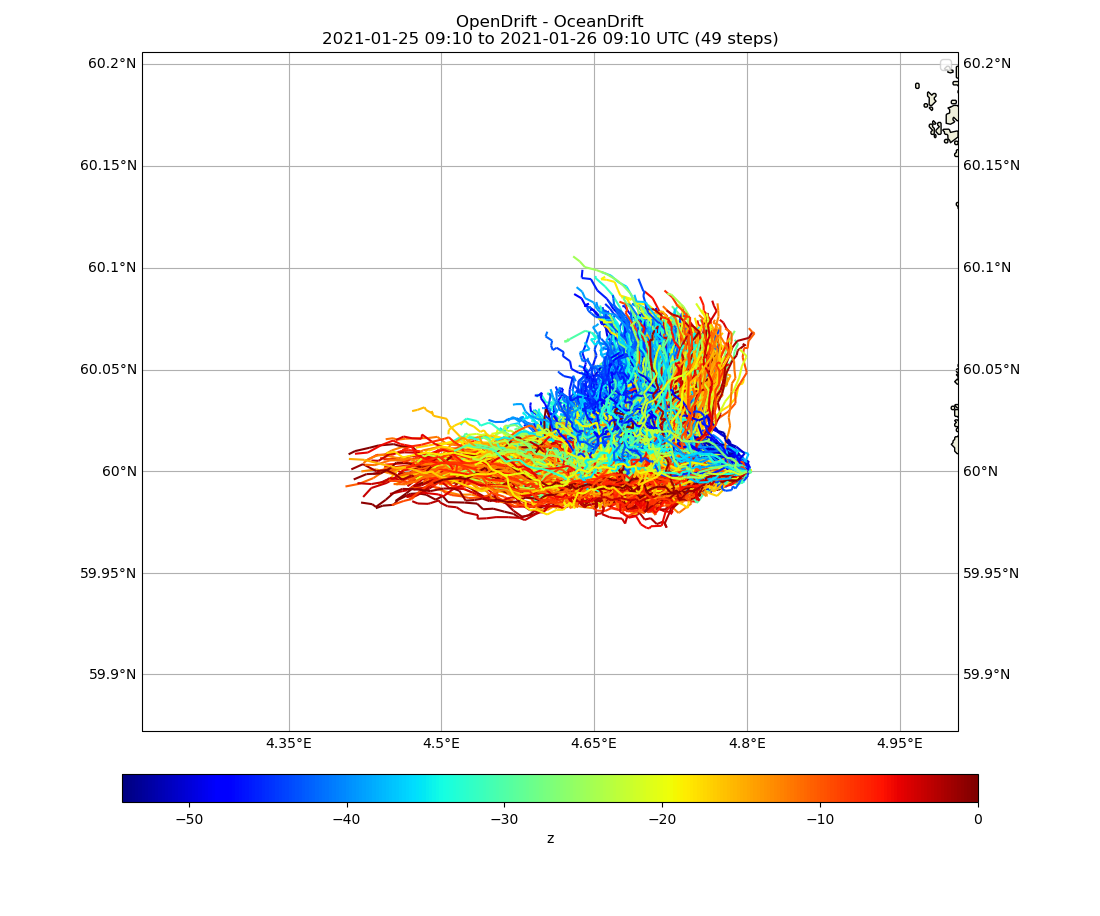 OpenDrift - OceanDrift
2021-01-25 09:10 to 2021-01-26 09:10 UTC (49 steps)
60.2°N 60.2°N
60.15°N 60.15°N
60.1°N 60.1°N
60.05°N 60.05°N
60°N 60°N
59.95°N 59.95°N
59.9°N 59.9°N
4.35°E 4.5°E 4.65°E 4.8°E 4.95°E
−50 −40 −30 −20 −10 0
z